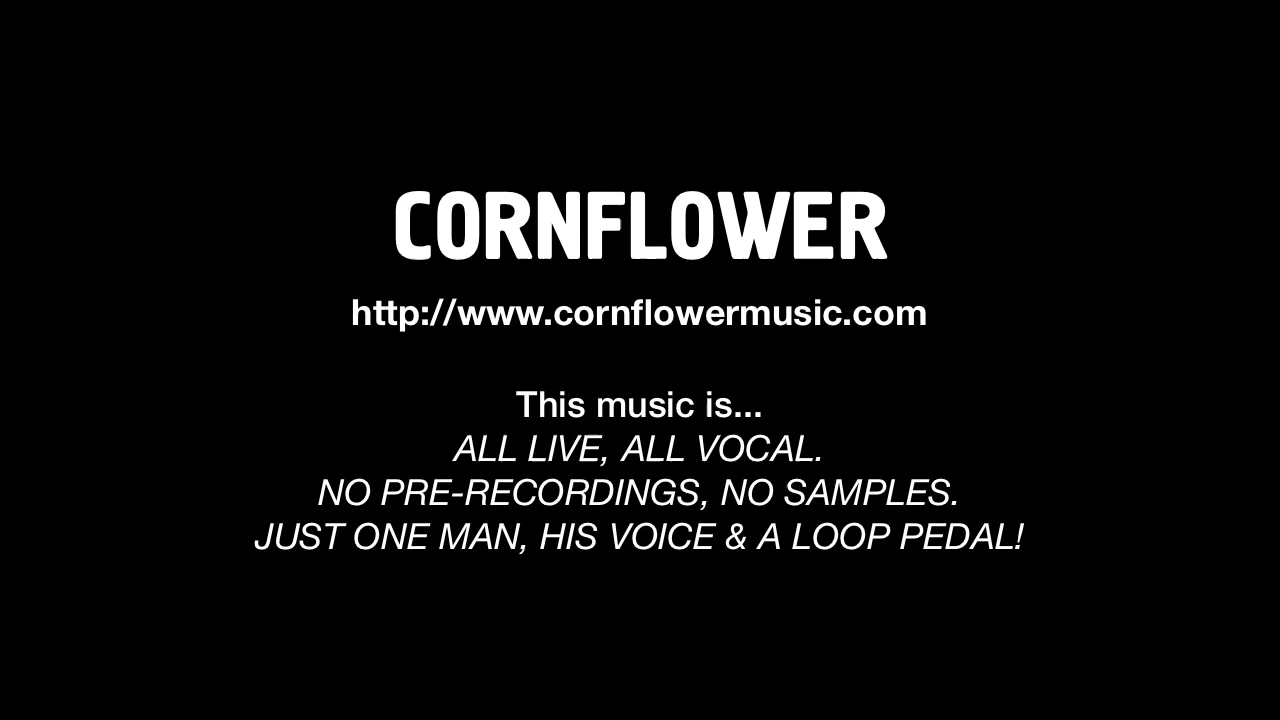 CORNFLOWER
http://www.cornflowermusic.com
This music is...
ALL LIVE, ALL VOCAL.
NO PRE-RECORDINGS, NO SAMPLES.
JUST ONE MAN, HIS VOICE & A LOOP PEDAL!